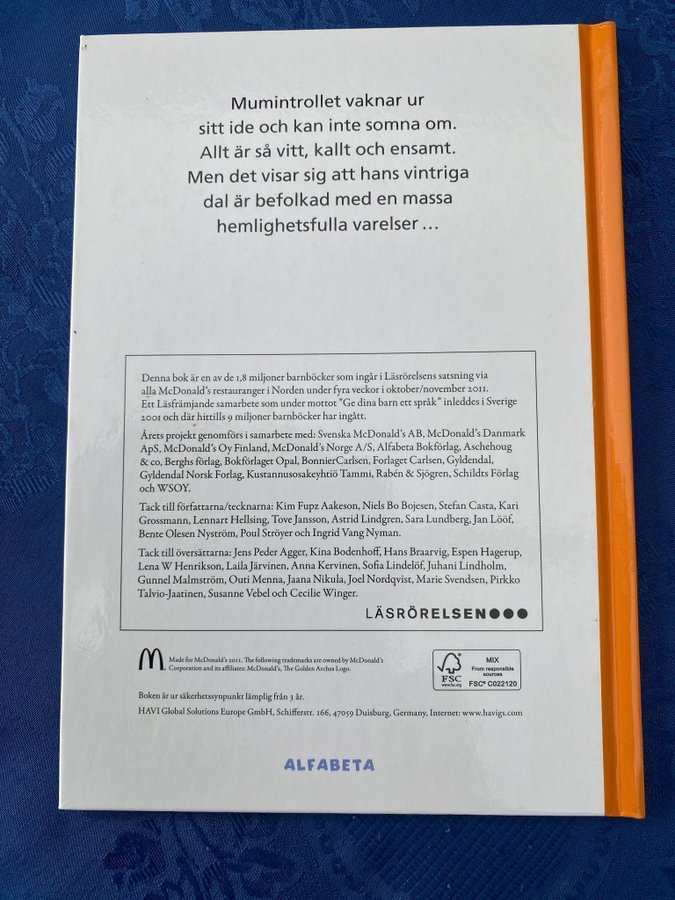 Mumintrollet vaknar ur
sitt ide och kan inte somna om.
Allt är så vitt, kallt och ensamt.
Men det visar sig att hans vintriga
dal är befolkad med en massa
hemlighetsfulla varelser ...
Denna bok är en av de 1,8 miljoner barnböcker som ingår i Läsrörelsens satsning via
alla McDonald's restauranger i Norden under fyra veckor i oktober/november 2011.
Ett Läsfrämjande samarbete som under mottot "Ge dina barn ett språk" inleddes i Sverige
2001 och där hittills 9 miljoner barnböcker har ingått.
Årets projekt genomförs i samarbete med: Svenska McDonald's AB, McDonald's Danmark
ApS, McDonald's Oy Finland, McDonald's Norge A/S, Alfabeta Bokförlag, Aschehoug
& co, Berghs förlag, Bokförlaget Opal, BonnierCarlsen, Forlaget Carlsen, Gyldendal,
Gyldendal Norsk Forlag, Kustannusosakeyhtiö Tammi, Rabén & Sjögren, Schildts Förlag
och WSOY.
Tack till författarna/tecknarna: Kim Fupz Aakeson, Niels Bo Bojesen, Stefan Casta, Kari
Grossmann, Lennart Hellsing, Tove Jansson, Astrid Lindgren, Sara Lundberg, Jan Lööf,
Bente Olesen Nyström, Poul Ströyer och Ingrid Vang Nyman.
Tack till översättarna: Jens Peder Agger, Kina Bodenhoff, Hans Braarvig, Espen Hagerup,
Lena W Henrikson, Laila Järvinen, Anna Kervinen, Sofia Lindelöf, Juhani Lindholm,
Gunnel Malmström, Outi Menna, Jaana Nikula, Joel Nordqvist, Marie Svendsen, Pirkko
Talvio-Jaatinen, Susanne Vebel och Cecilie Winger.
LÄSRÖRELSEN●●●
M Made for McDonald's 2011. The following trademarks are owned by McDonald's
Corporation and its affiliates: McDonald's, The Golden Arches Logo.
FSC
www.fsc.org
MIX
From responsible
sources
FSC® C022120
Boken är ur säkerhetssynpunkt lämplig från 3 år.
HAVI Global Solutions Europe GmbH, Schifferstr. 166, 47059 Duisburg, Germany, Internet: www.havigs.com
ALFABETA